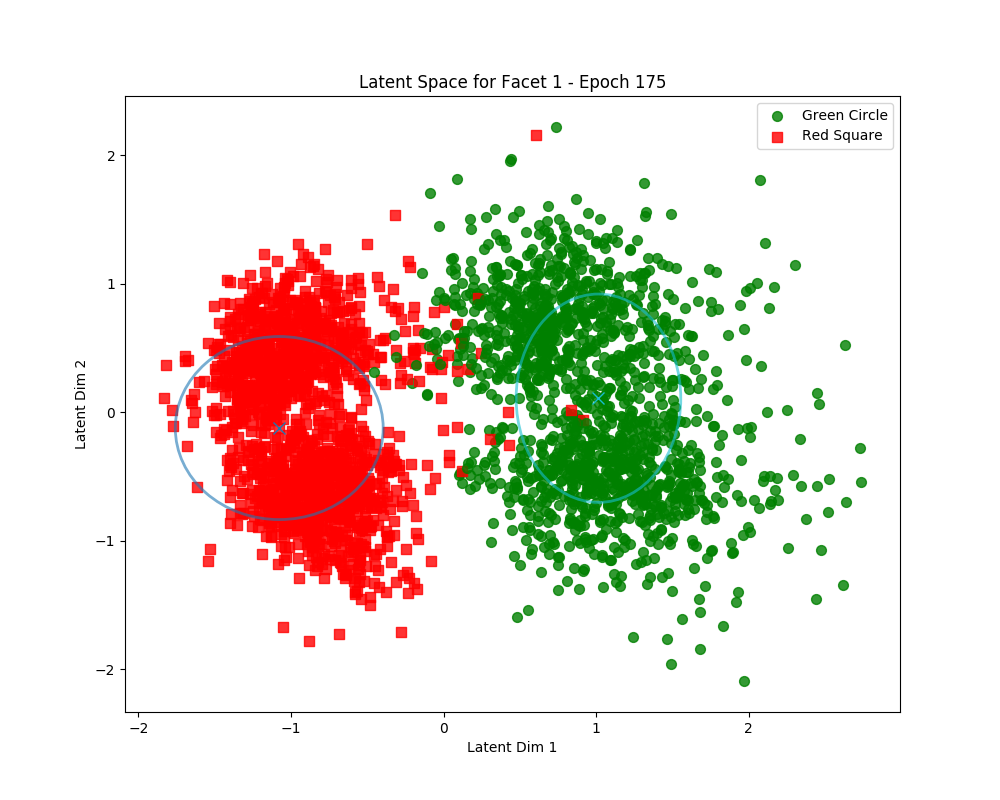 Latent Space for Facet 1 - Epoch 175
Green Circle
Red Square
Latent Dim 2
2
1
0
−1
−2
−2
−1
0
1
2
Latent Dim 1